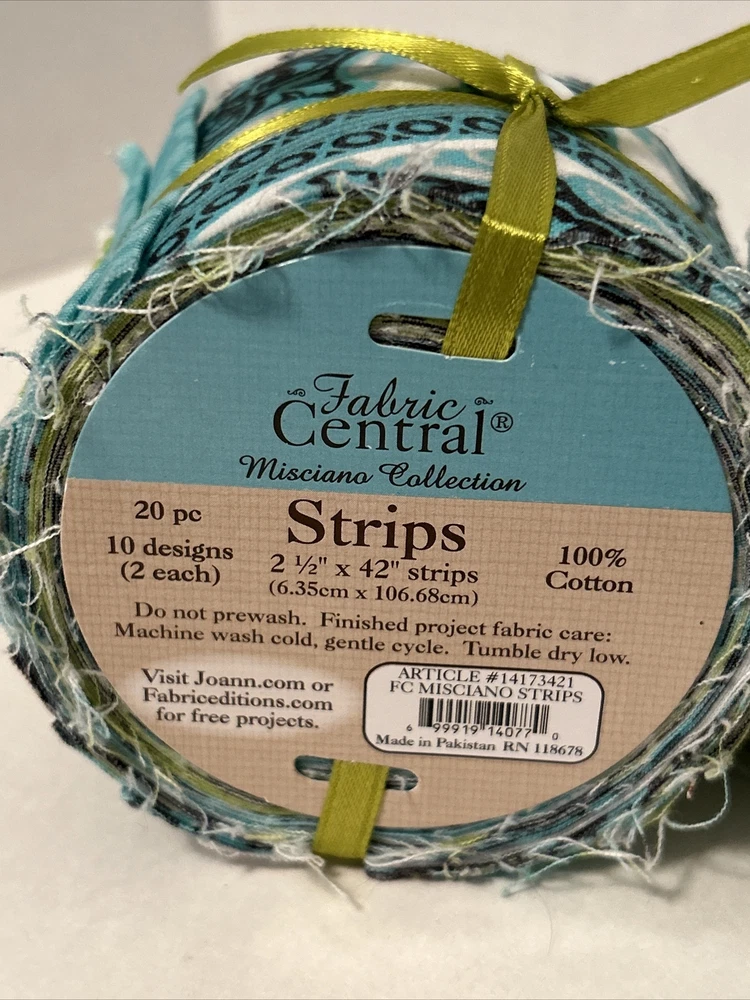 Fabric
Central®
Misciano Collection
Strips
20 pc
10 designs
(2 each)
2 ½" x 42" strips
(6.35cm x 106.68cm)
100%
Cotton
Do not prewash. Finished project fabric care:
Machine wash cold, gentle cycle. Tumble dry low.
Visit Joann.com or
Fabriceditions.com
for free projects.
ARTICLE #14173421
FC MISCIANO STRIPS
6 99919 14077 0
Made in Pakistan RN 118678